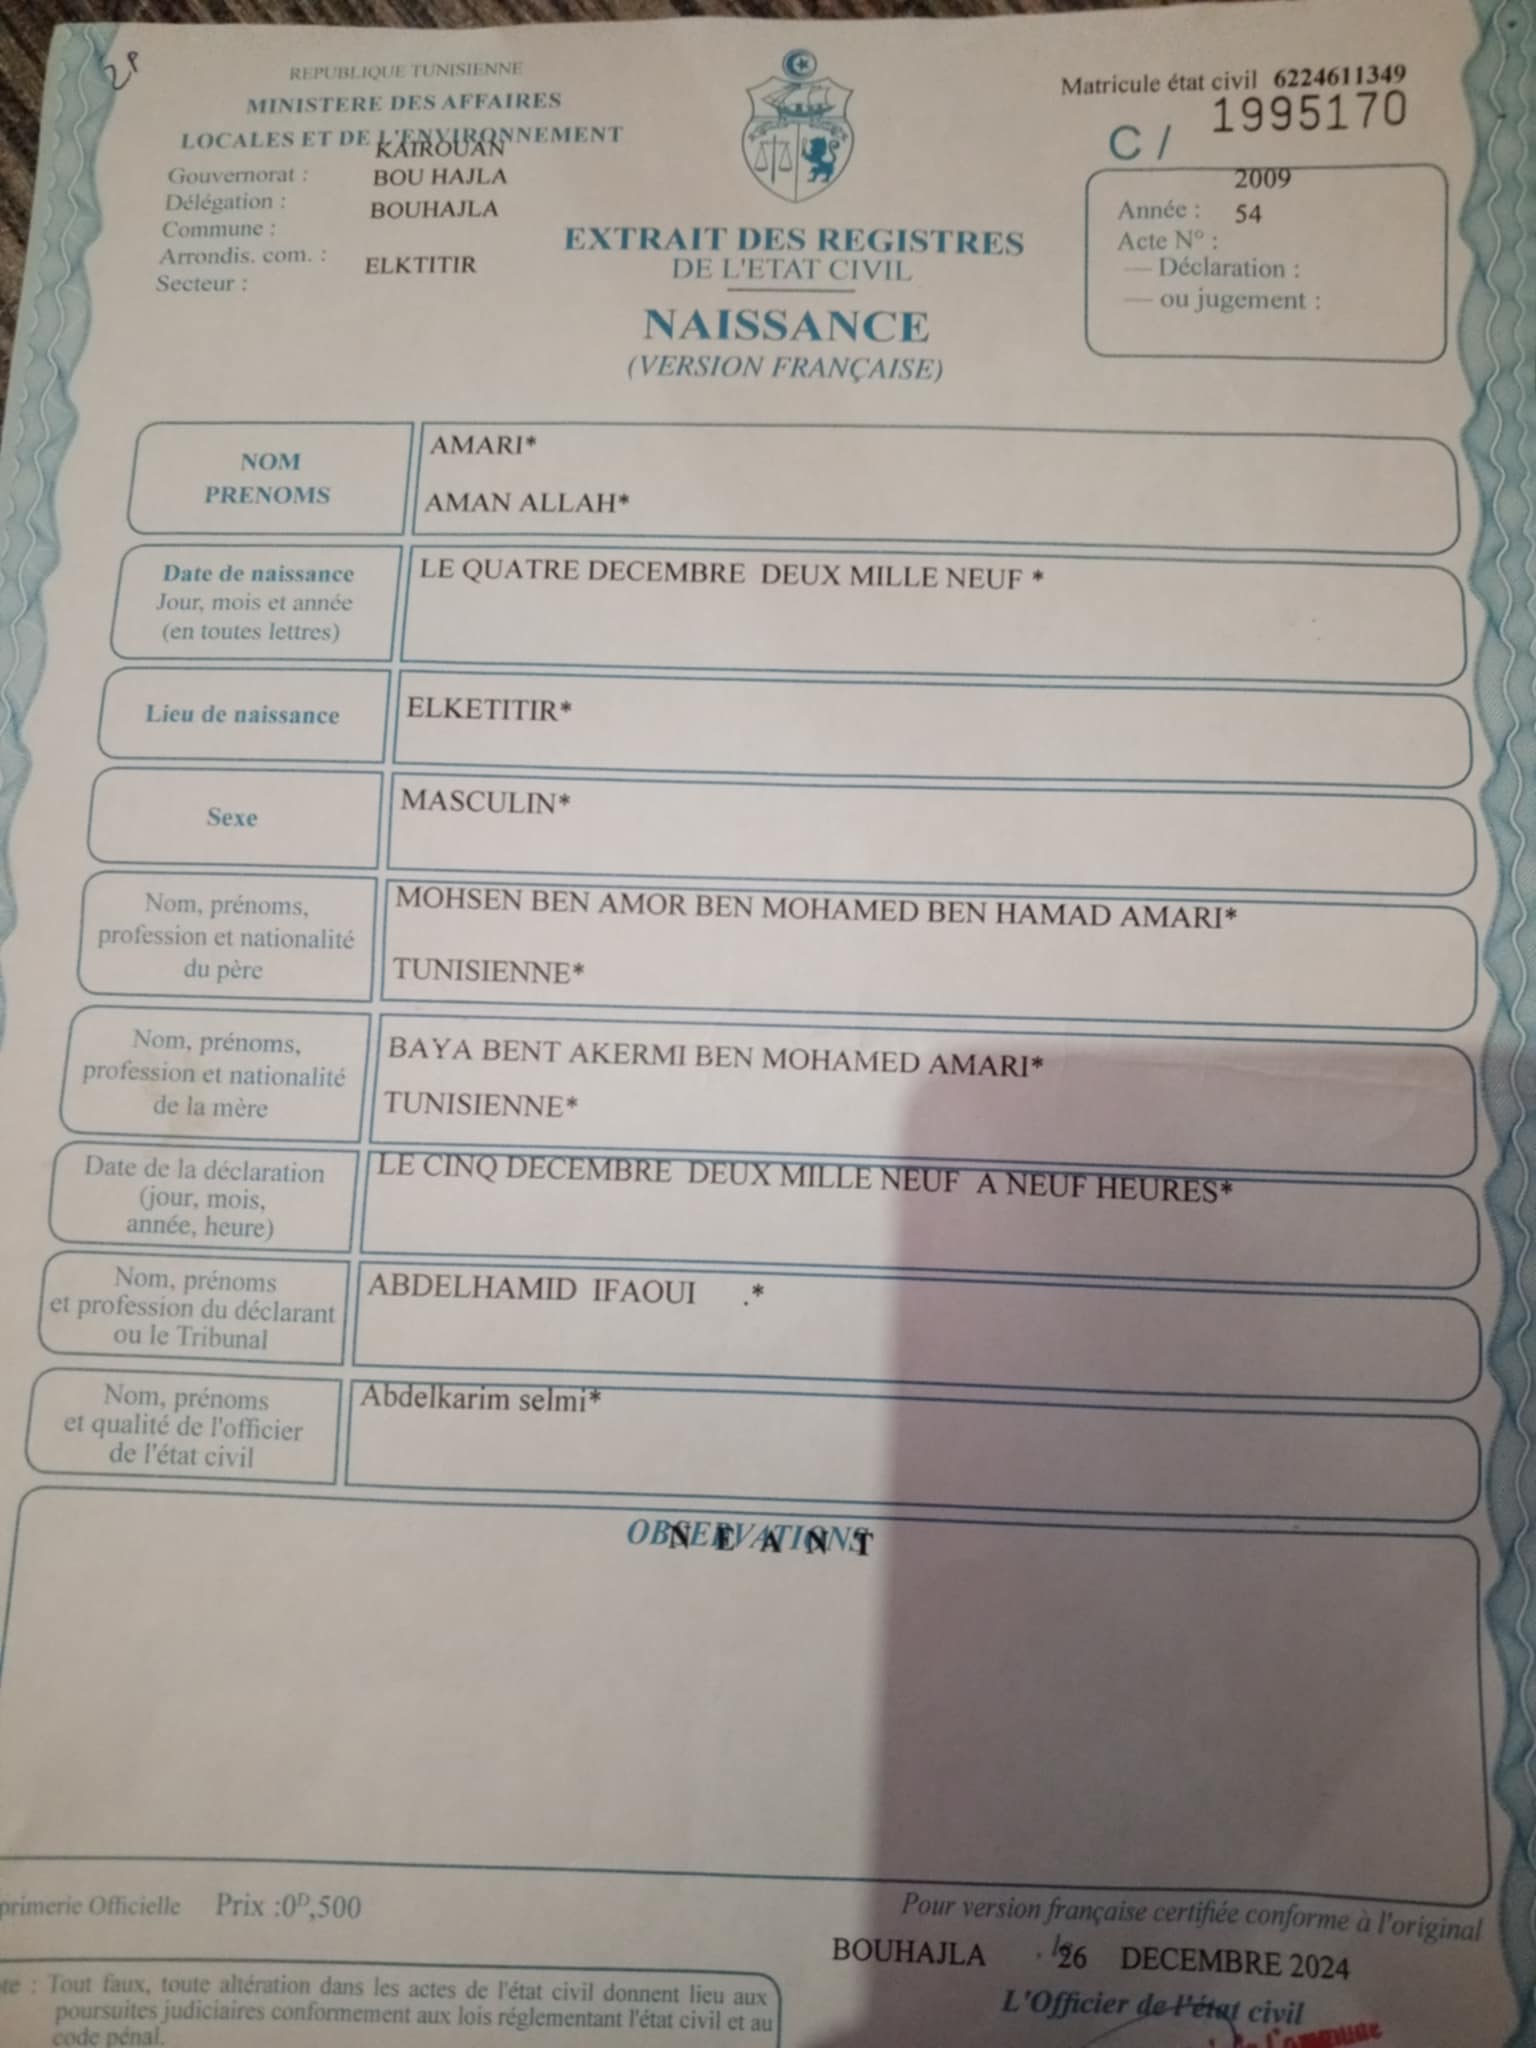 2P
REPUBLIQUE TUNISIENNE
MINISTERE DES AFFAIRES
LOCALES ET DE L'ENVIRONNEMENT
Gouvernorat : KAIROUAN
Délégation : BOU HAJLA
Commune : BOUHAJLA
Arrondis. com. :
Secteur : ELKTITIR
EXTRAIT DES REGISTRES
DE L'ETAT CIVIL
NAISSANCE
(VERSION FRANÇAISE)
Matricule état civil 6224611349
C / 1995170
Année : 2009
Acte N° : 54
— Déclaration :
— ou jugement :
NOM
PRENOMS
AMARI*
AMAN ALLAH*
Date de naissance
Jour, mois et année
(en toutes lettres)
LE QUATRE DECEMBRE DEUX MILLE NEUF *
Lieu de naissance
ELKETITIR*
Sexe
MASCULIN*
Nom, prénoms,
profession et nationalité
du père
MOHSEN BEN AMOR BEN MOHAMED BEN HAMAD AMARI*
TUNISIENNE*
Nom, prénoms,
profession et nationalité
de la mère
BAYA BENT AKERMI BEN MOHAMED AMARI*
TUNISIENNE*
Date de la déclaration
(jour, mois,
année, heure)
LE CINQ DECEMBRE DEUX MILLE NEUF A NEUF HEURES*
Nom, prénoms
et profession du déclarant
ou le Tribunal
ABDELHAMID IFAOUI .*
Nom, prénoms
et qualité de l'officier
de l'état civil
Abdelkarim selmi*
OBSERVATIONS
N E A N T
Officielle Prix :0D,500
Pour version française certifiée conforme à l'original
BOUHAJLA . le 26 DECEMBRE 2024
L'Officier de l'état civil
: Tout faux, toute altération dans les actes de l'état civil donnent lieu aux
poursuites judiciaires conformement aux lois réglementant l'état civil et au
code pénal.
Commune